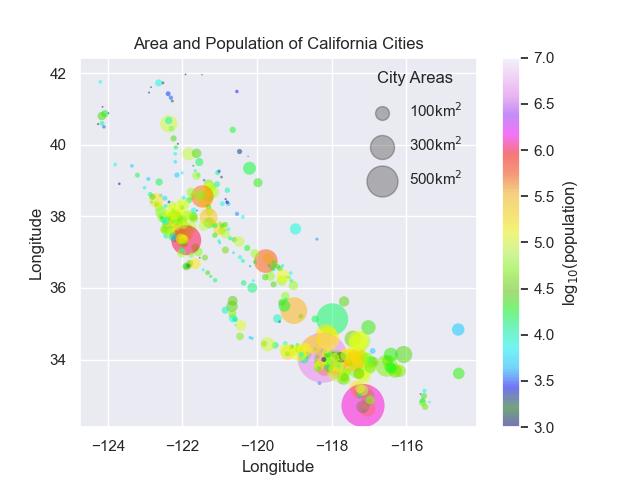 Area and Population of California Cities
42
40
38
36
34
Longitude
−124
−122
−120
−118
−116
Longitude
City Areas
100km²
300km²
500km²
7.0
6.5
6.0
5.5
5.0
4.5
4.0
3.5
3.0
log₁₀(population)